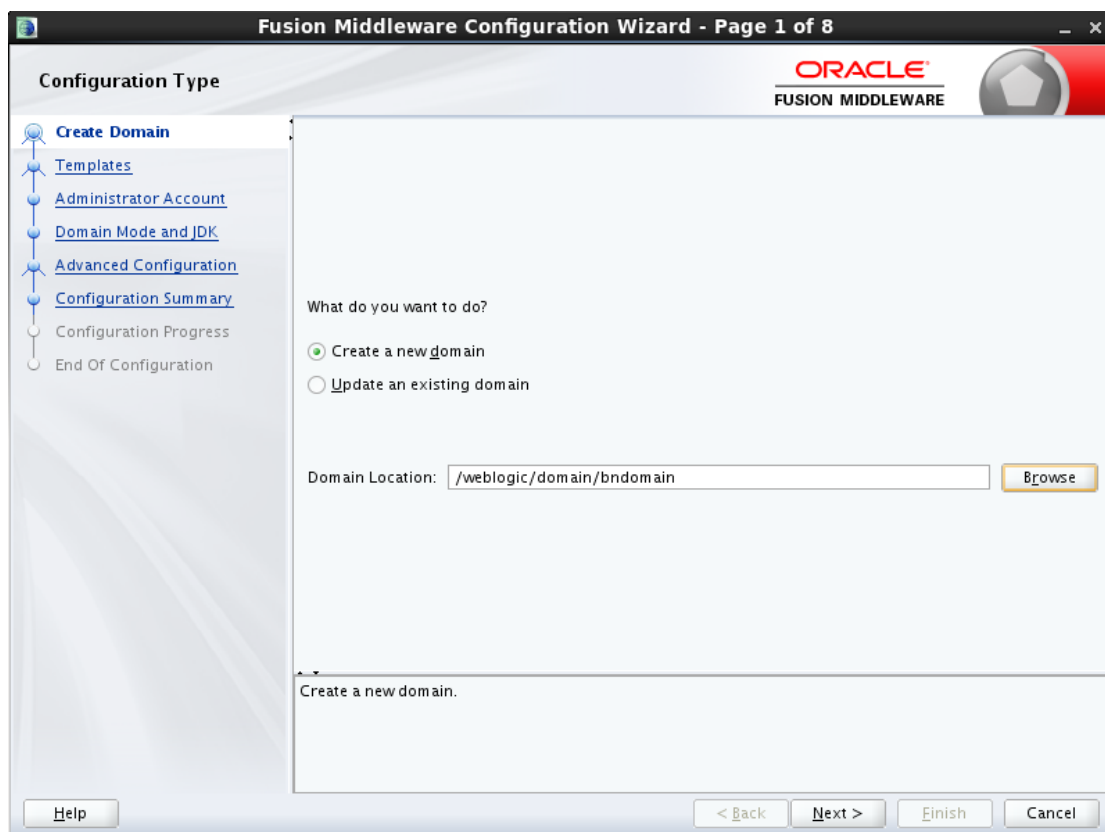 Fusion Middleware Configuration Wizard - Page 1 of 8
Configuration Type
ORACLE
FUSION MIDDLEWARE
Create Domain
Templates
Administrator Account
Domain Mode and JDK
Advanced Configuration
Configuration Summary
Configuration Progress
End Of Configuration
What do you want to do?
Create a new domain
Update an existing domain
Domain Location: /weblogic/domain/bndomain Browse
Create a new domain.
Help < Back Next > Finish Cancel